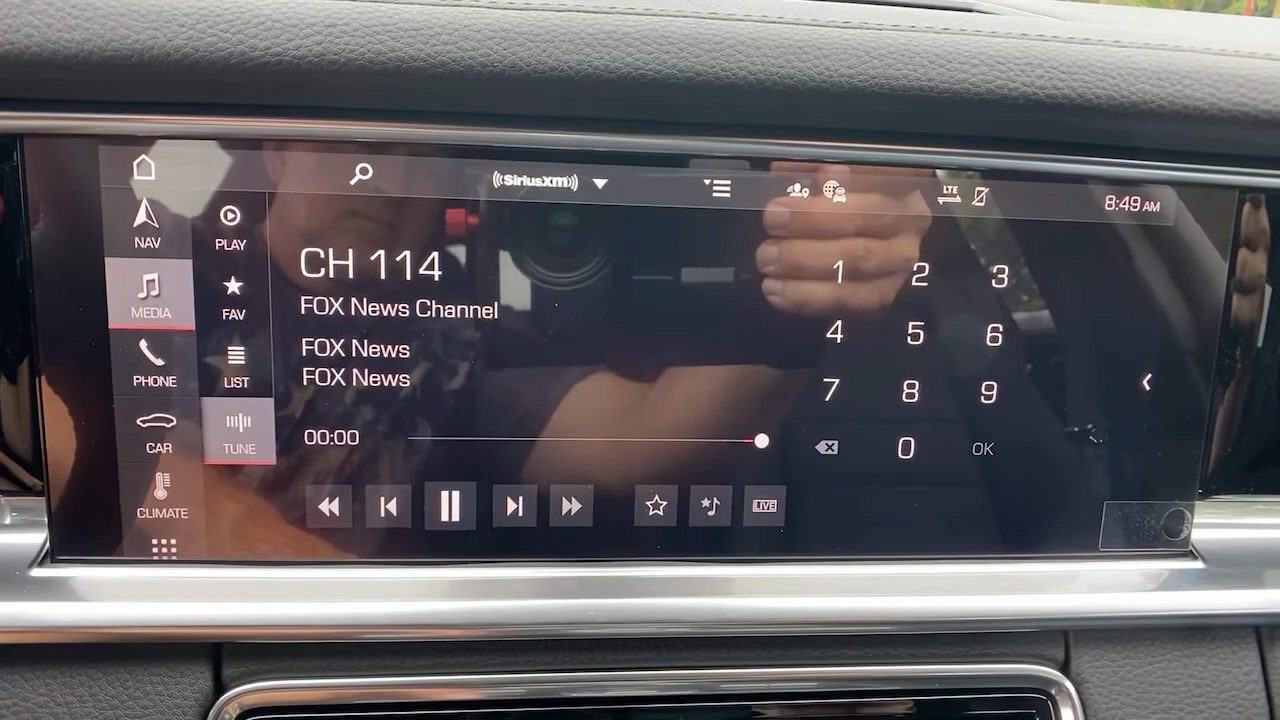 SiriusXM
LTE
8:49 AM
NAV
MEDIA
PHONE
CAR
CLIMATE
PLAY
FAV
LIST
TUNE
CH 114
FOX News Channel
FOX News
FOX News
00:00
LIVE
1 2 3
4 5 6
7 8 9
0 OK